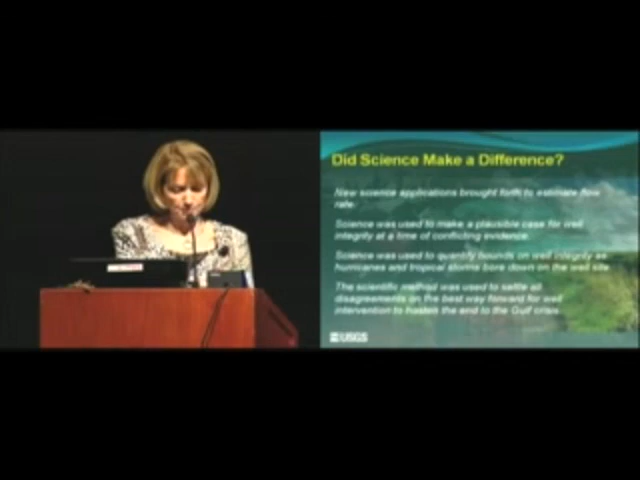 Did Science Make a Difference?
New science applications brought forth to estimate flow
rate.
Science was used to make a plausible case for well
integrity at a time of conflicting evidence.
Science was used to quantify bounds on well integrity as
hurricanes and tropical storms bore down on the well site
The scientific method was used to settle all
disagreements on the best way forward for well
intervention to hasten the end to the Gulf crisis
USGS